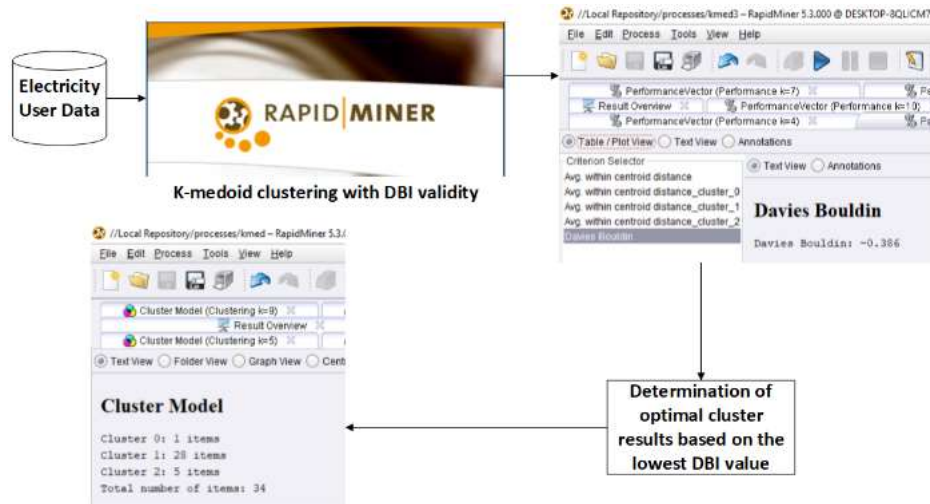 Electricity
User Data
RAPID MINER
K-medoid clustering with DBI validity
//Local Repository/processes/kmed3 – RapidMiner 5.3.000 @ DESKTOP-8QLICM7
File Edit Process Tools View Help
PerformanceVector (Performance k=7)
Result Overview PerformanceVector (Performance k=10)
PerformanceVector (Performance k=4)
Table / Plot View Text View Annotations
Criterion Selector
Avg. within centroid distance
Avg. within centroid distance_cluster_0
Avg. within centroid distance_cluster_1
Avg. within centroid distance_cluster_2
Davies Bouldin
Text View Annotations
Davies Bouldin
Davies Bouldin: -0.386
Determination of
optimal cluster
results based on the
lowest DBI value
//Local Repository/processes/kmed – RapidMiner 5.3.
File Edit Process Tools View Help
Cluster Model (Clustering k=9)
Result Overview
Cluster Model (Clustering k=5)
Text View Folder View Graph View Cent
Cluster Model
Cluster 0: 1 items
Cluster 1: 28 items
Cluster 2: 5 items
Total number of items: 34